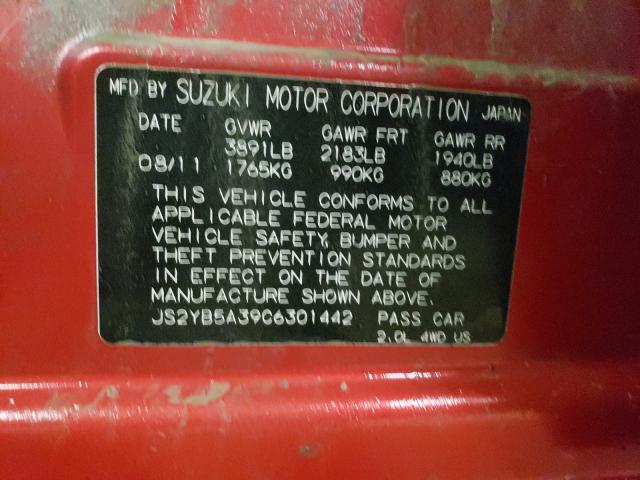 MFD BY SUZUKI MOTOR CORPORATION JAPAN
DATE GVWR GAWR FRT GAWR RR
3891LB 2183LB 1940LB
08/11 1765KG 990KG 880KG
THIS VEHICLE CONFORMS TO ALL
APPLICABLE FEDERAL MOTOR
VEHICLE SAFETY, BUMPER AND
THEFT PREVENTION STANDARDS
IN EFFECT ON THE DATE OF
MANUFACTURE SHOWN ABOVE.
JS2YB5A39C6301442 PASS CAR
2.0L 4WD US